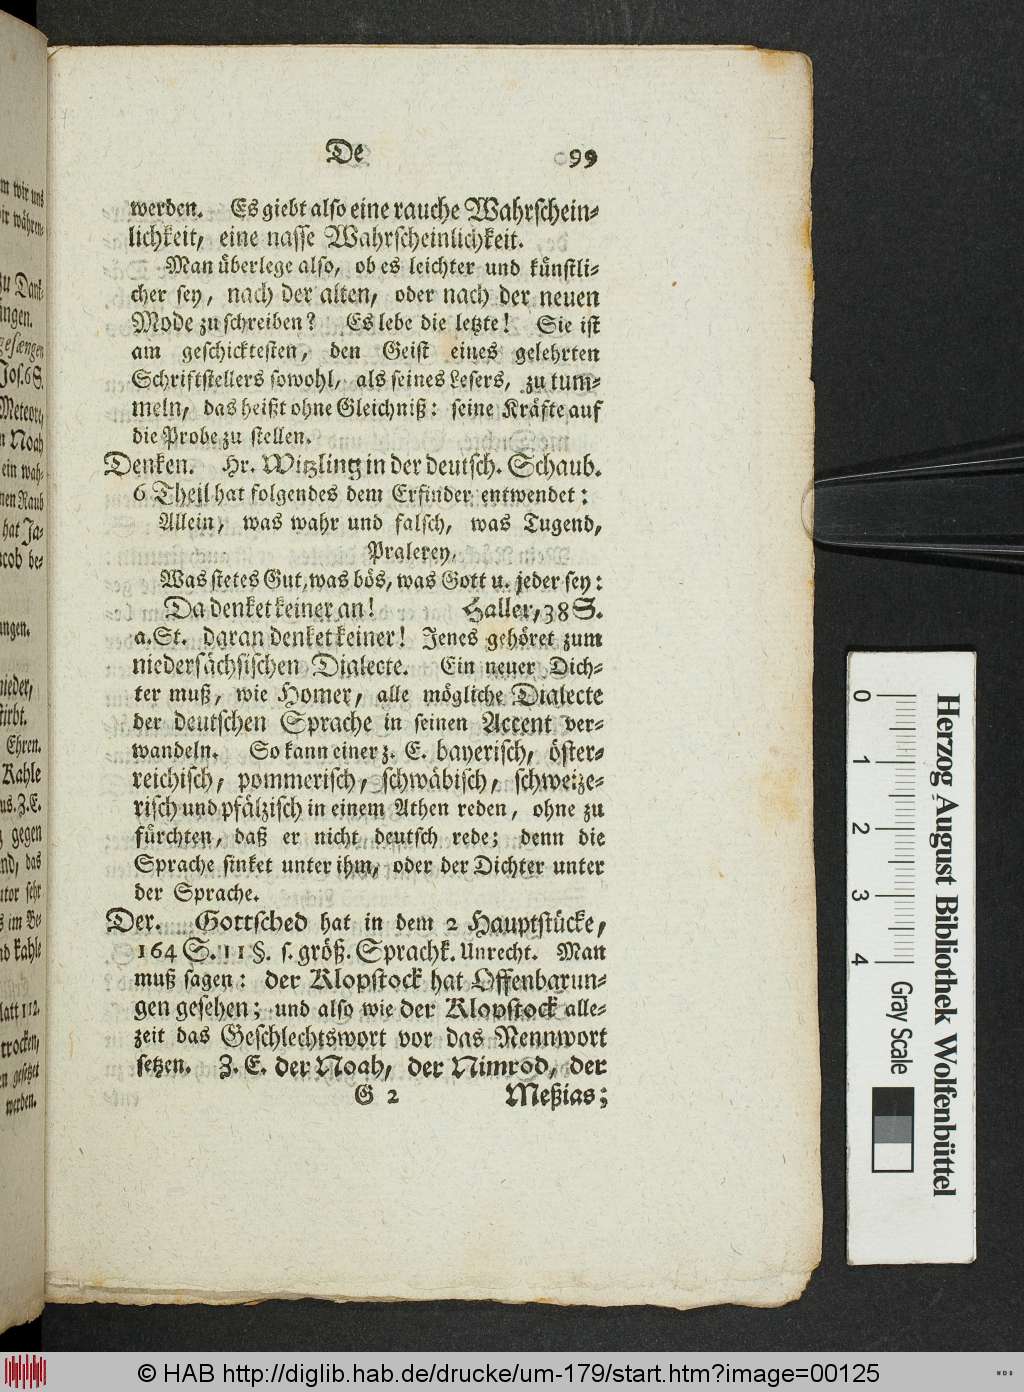 De 99
werden. Es giebt also eine rauche Wahrschein-
lichkeit, eine nasse Wahrscheinlichkeit.
Man überlege also, ob es leichter und künstli-
cher sey, nach der alten, oder nach der neuen
Mode zu schreiben? Es lebe die letzte! Sie ist
am geschicktesten, den Geist eines gelehrten
Schriftstellers sowohl, als seines Lesers, zu tum-
meln, das heißt ohne Gleichniß: seine Kräfte auf
die Probe zu stellen.
Denken. Hr. Witzling in der deutsch. Schaub.
6 Theil hat folgendes dem Erfinder entwendet:
Allein, was wahr und falsch, was Tugend,
Pralerey,
Was stetes Gut, was bös, was Gott u. jeder sey:
Da denket keiner an! Haller, 38 S.
a. St. daran denket keiner! Jenes gehöret zum
niedersächsischen Dialecte. Ein neuer Dich-
ter muß, wie Homer, alle mögliche Dialecte
der deutschen Sprache in seinen Accent ver-
wandeln. So kann einer z. E. bayerisch, öster-
reichisch, pommerisch, schwäbisch, schweize-
risch und pfälzisch in einem Athen reden, ohne zu
fürchten, daß er nicht deutsch rede; denn die
Sprache sinket unter ihm, oder der Dichter unter
der Sprache.
Der. Gottsched hat in dem 2 Hauptstücke,
164 S. 11 §. s. größ. Sprachk. Unrecht. Man
muß sagen: der Klopstock hat Offenbarun-
gen gesehen; und also wie der Klopstock alle-
zeit das Geschlechtswort vor das Nennwort
setzen. Z. E. der Noah, der Nimrod, der
G 2 Meßias;
0 1 2 3 4 Gray Scale
Herzog August Bibliothek Wolfenbüttel
© HAB http://diglib.hab.de/drucke/um-179/start.htm?image=00125